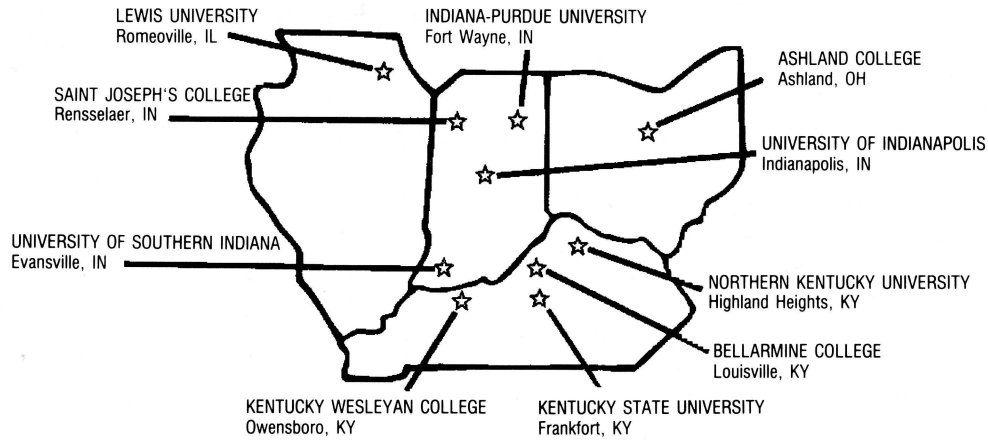 LEWIS UNIVERSITY
Romeoville, IL
INDIANA-PURDUE UNIVERSITY
Fort Wayne, IN
ASHLAND COLLEGE
Ashland, OH
SAINT JOSEPH'S COLLEGE
Rensselaer, IN
UNIVERSITY OF INDIANAPOLIS
Indianapolis, IN
UNIVERSITY OF SOUTHERN INDIANA
Evansville, IN
NORTHERN KENTUCKY UNIVERSITY
Highland Heights, KY
BELLARMINE COLLEGE
Louisville, KY
KENTUCKY WESLEYAN COLLEGE
Owensboro, KY
KENTUCKY STATE UNIVERSITY
Frankfort, KY